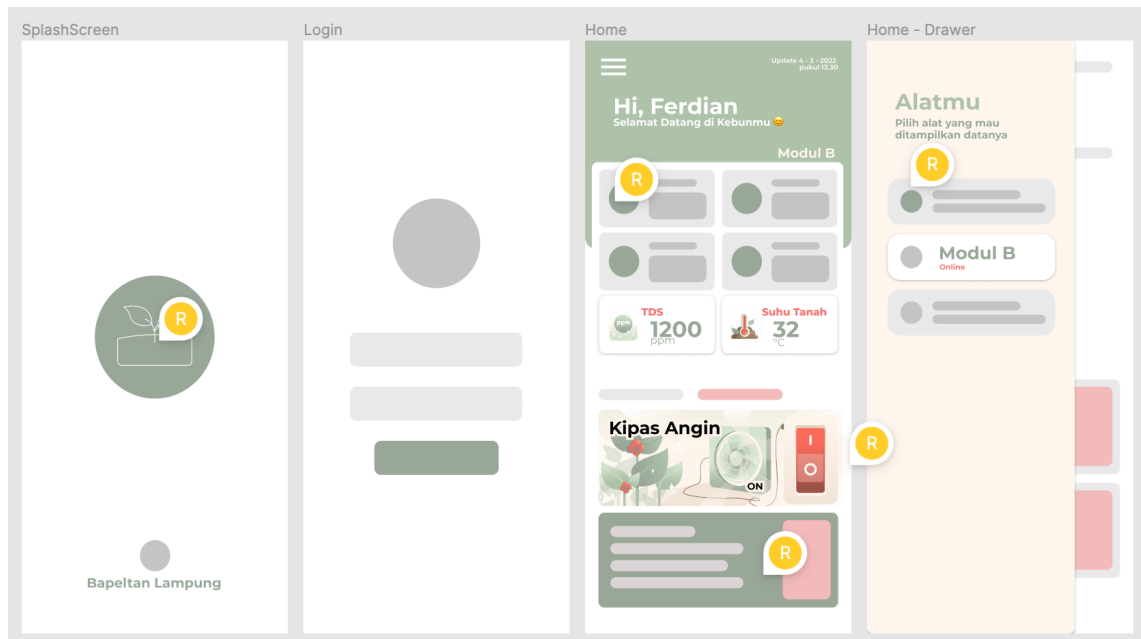 SplashScreen
Login
Home
Home - Drawer
R
Bapeltan Lampung
Update 4 - 3 - 2022
pukul 13.30
Hi, Ferdian
Selamat Datang di Kebunmu 😊
Modul B
R
TDS
ppm
1200
ppm
Suhu Tanah
32
°C
Kipas Angin
I
O
ON
R
R
Alatmu
Pilih alat yang mau
ditampilkan datanya
R
Modul B
Online